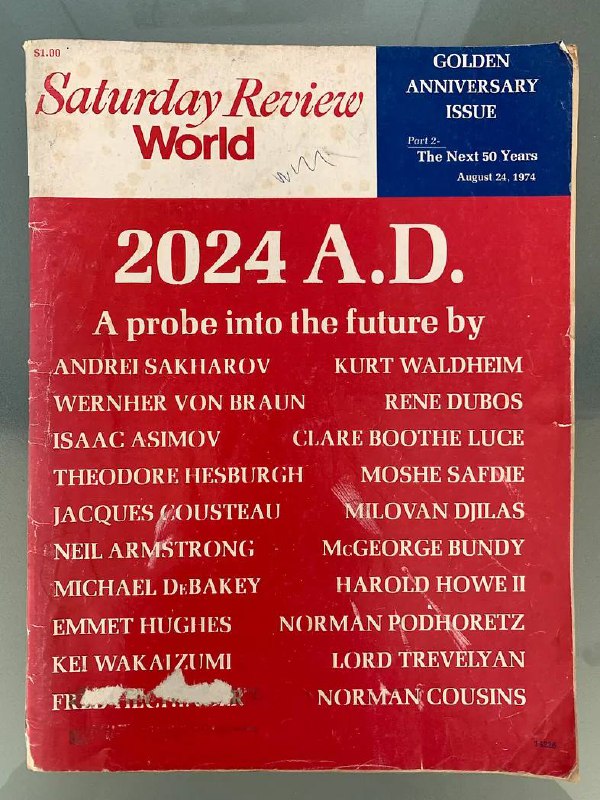 $1.00
Saturday Review
World
GOLDEN
ANNIVERSARY
ISSUE
Part 2-
The Next 50 Years
August 24, 1974
2024 A.D.
A probe into the future by
ANDREI SAKHAROV KURT WALDHEIM
WERNHER VON BRAUN RENE DUBOS
ISAAC ASIMOV CLARE BOOTHE LUCE
THEODORE HESBURGH MOSHE SAFDIE
JACQUES COUSTEAU MILOVAN DJILAS
NEIL ARMSTRONG McGEORGE BUNDY
MICHAEL DeBAKEY HAROLD HOWE II
EMMET HUGHES NORMAN PODHORETZ
KEI WAKAIZUMI LORD TREVELYAN
NORMAN COUSINS